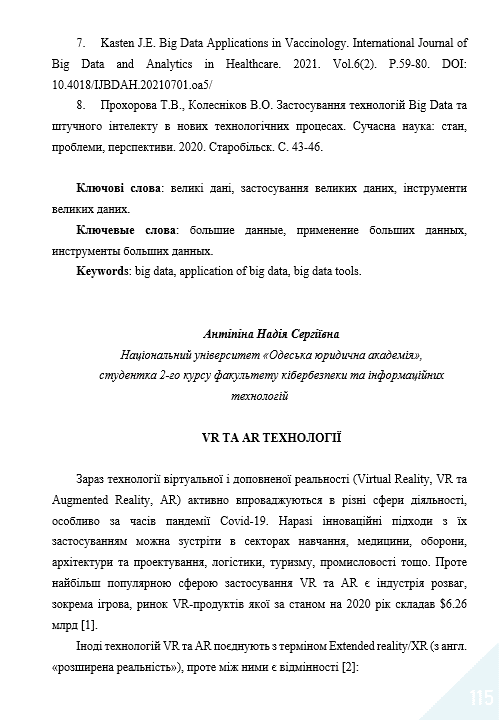 7. Kasten J.E. Big Data Applications in Vaccinology. International Journal of
Big Data and Analytics in Healthcare. 2021. Vol.6(2). P.59-80. DOI:
10.4018/IJBDAH.20210701.oa5/
8. Прохорова Т.В., Колесніков В.О. Застосування технологій Big Data та
штучного інтелекту в нових технологічних процесах. Сучасна наука: стан,
проблеми, перспективи. 2020. Старобільск. С. 43-46.
Ключові слова: великі дані, застосування великих даних, інструменти
великих даних.
Ключевые слова: большие данные, применение больших данных,
инструменты больших данных.
Keywords: big data, application of big data, big data tools.
Антіпіна Надія Сергіївна
Національний університет «Одеська юридична академія»,
студентка 2-го курсу факультету кібербезпеки та інформаційних
технологій
VR ТА AR ТЕХНОЛОГІЇ
Зараз технології віртуальної і доповненої реальності (Virtual Reality, VR та
Augmented Reality, AR) активно впроваджуються в різні сфери діяльності,
особливо за часів пандемії Covid-19. Наразі інноваційні підходи з їх
застосуванням можна зустріти в секторах навчання, медицини, оборони,
архітектури та проектування, логістики, туризму, промисловості тощо. Проте
найбільш популярною сферою застосування VR та AR є індустрія розваг,
зокрема ігрова, ринок VR-продуктів якої за станом на 2020 рік складав $6.26
млрд [1].
Іноді технологій VR та AR поєднують з терміном Extended reality/XR (з англ.
«розширена реальність»), проте між ними є відмінності [2]:
115